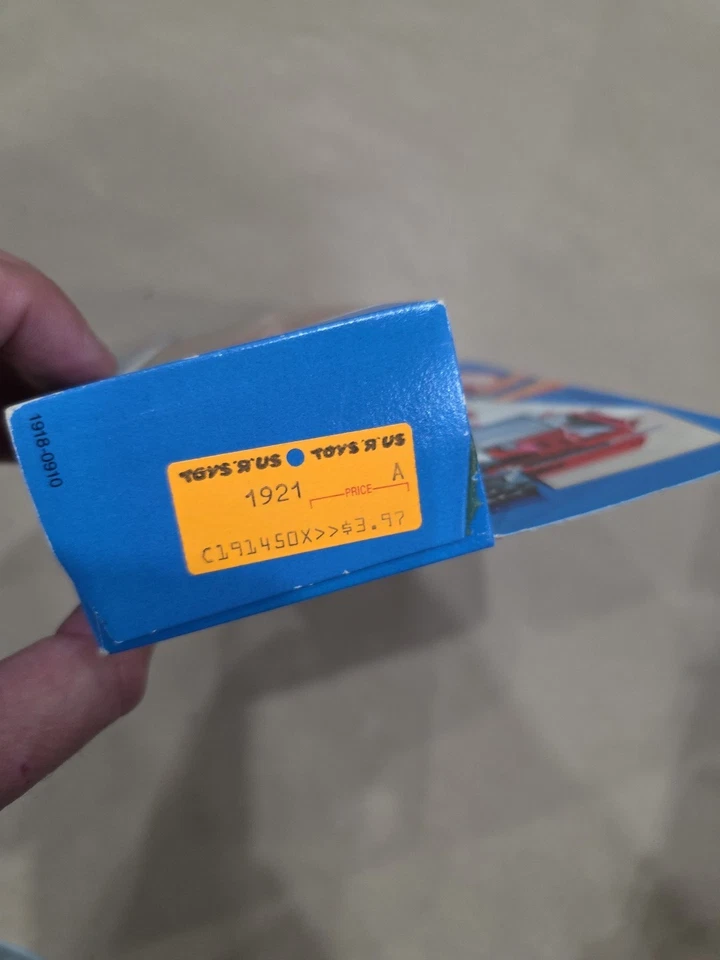 1918-0910
TOYS "Я" US TOYS "Я" US
1921 PRICE A
C191450X>>$3.97